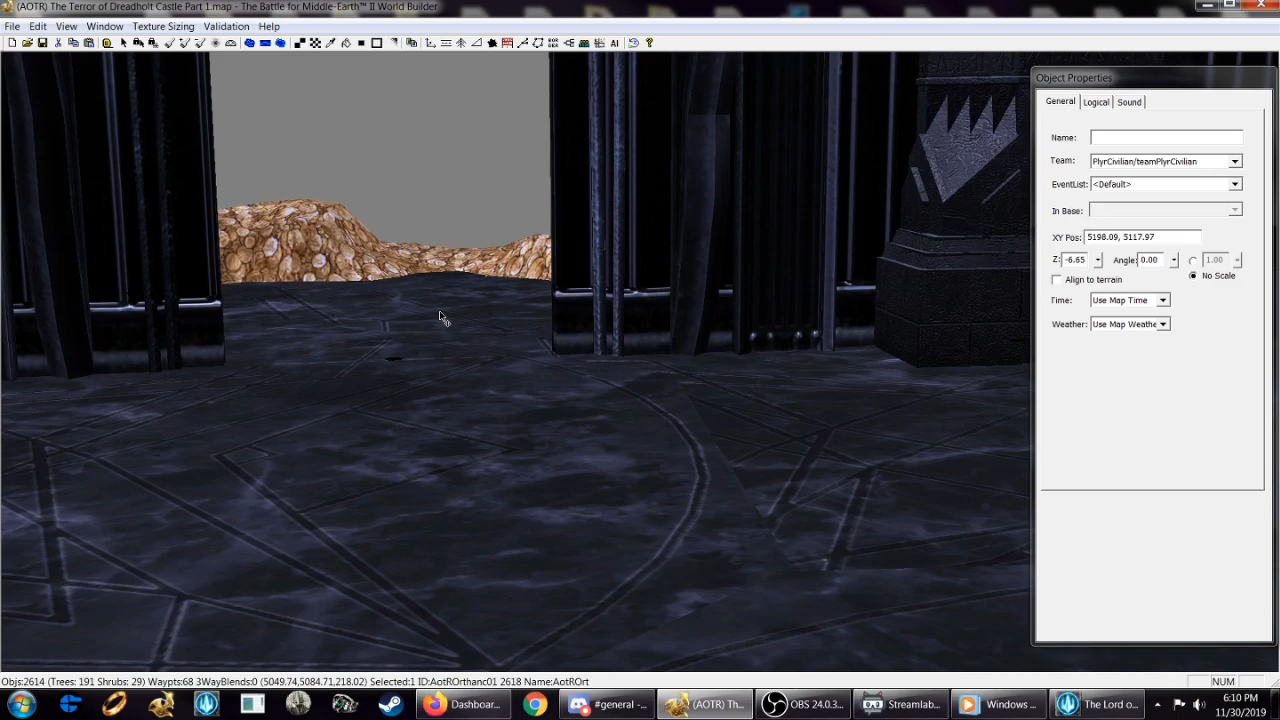 (AOTR) The Terror of Dreadholt Castle Part 1.map - The Battle for Middle-Earth™ II World Builder
File Edit View Window Texture Sizing Validation Help
AI
Object Properties
General Logical Sound
Name:
Team: PlyrCivilian/teamPlyrCivilian
EventList: <Default>
In Base:
XY Pos: 5198.09, 5117.97
Z: -6.65 Angle: 0.00 1.00
No Scale
Align to terrain
Time: Use Map Time
Weather: Use Map Weathe
Objs:2614 (Trees: 191 Shrubs: 29) Waypts:68 3WayBlends:0 (5049.74,5084.71,218.02) Selected:1 ID:AotROrthanc01 2618 Name:AotROrt
NUM
Dashboar... #general -... (AOTR) Th... OBS 24.0.3... Streamlab... Windows ... The Lord o...
6:10 PM
11/30/2019